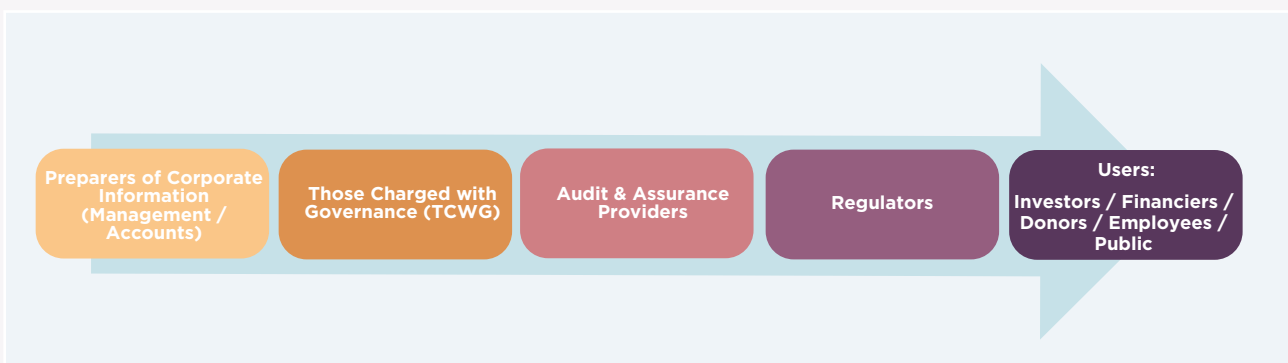 Preparers of Corporate
Information
(Management /
Accounts)
Those Charged with
Governance (TCWG)
Audit & Assurance
Providers
Regulators
Users:
Investors / Financiers /
Donors / Employees /
Public